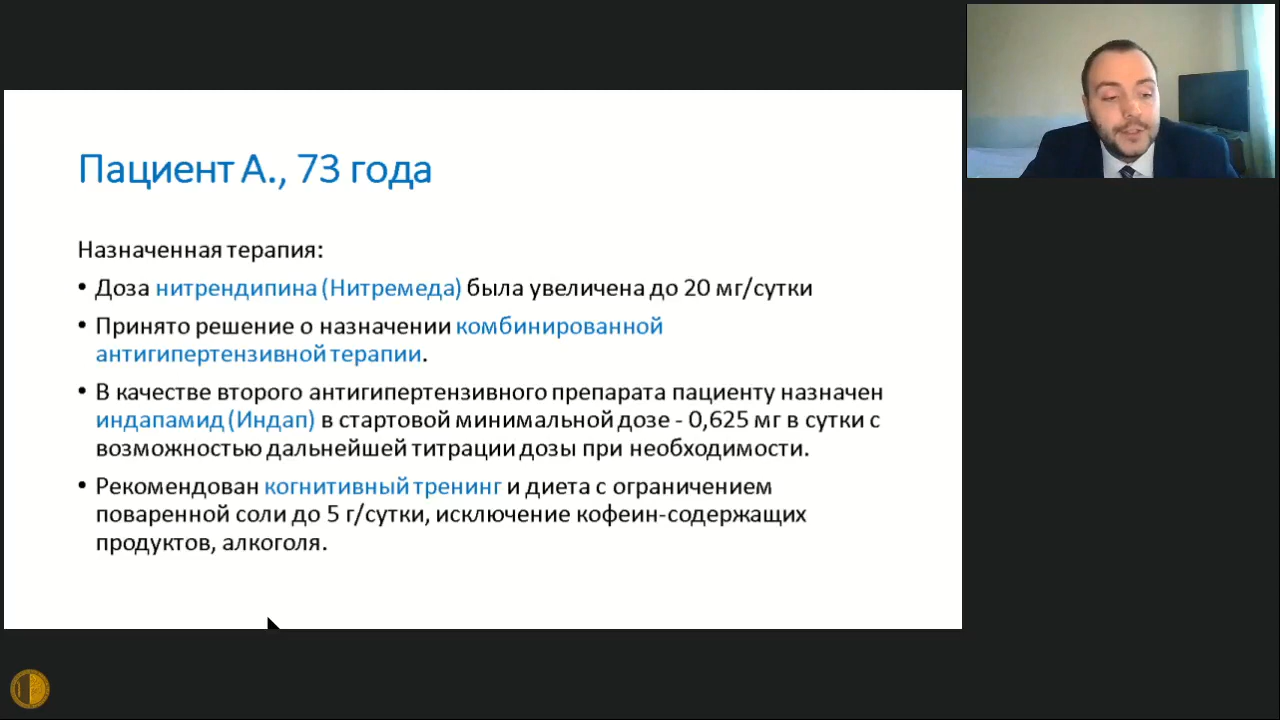 Пациент А., 73 года
Назначенная терапия:
• Доза нитрендипина (Нитремеда) была увеличена до 20 мг/сутки
• Принято решение о назначении комбинированной
антигипертензивной терапии.
• В качестве второго антигипертензивного препарата пациенту назначен
индапамид (Индап) в стартовой минимальной дозе - 0,625 мг в сутки с
возможностью дальнейшей титрации дозы при необходимости.
• Рекомендован когнитивный тренинг и диета с ограничением
поваренной соли до 5 г/сутки, исключение кофеин-содержащих
продуктов, алкоголя.